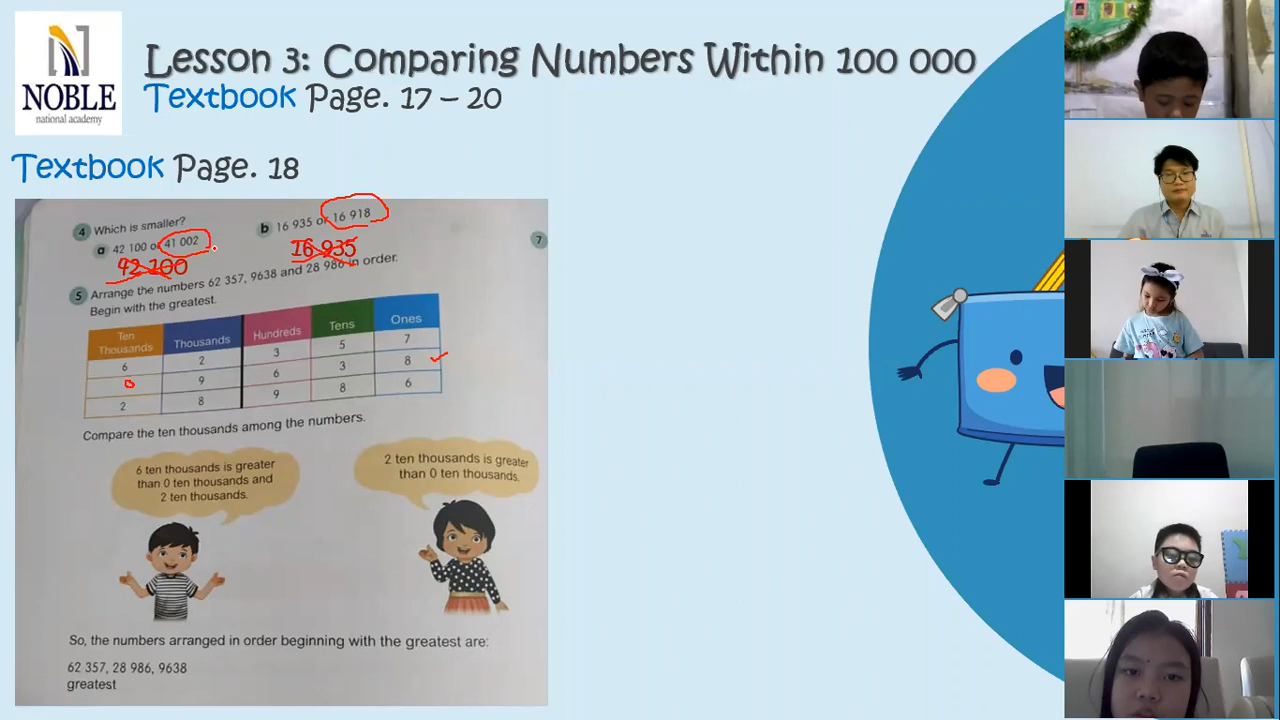 NOBLE
national academy
Lesson 3: Comparing Numbers Within 100 000
Textbook Page. 17 – 20
Textbook Page. 18
4 Which is smaller?
a 42 100 or 41 002
b 16 935 or 16 918
42 100
16 935
7
5 Arrange the numbers 62 357, 9638 and 28 986 in order.
Begin with the greatest.
Ten Thousands Thousands Hundreds Tens Ones
6 2 3 5 7
0 9 6 3 8
2 8 9 8 6
Compare the ten thousands among the numbers.
6 ten thousands is greater
than 0 ten thousands and
2 ten thousands.
2 ten thousands is greater
than 0 ten thousands.
So, the numbers arranged in order beginning with the greatest are:
62 357, 28 986, 9638
greatest